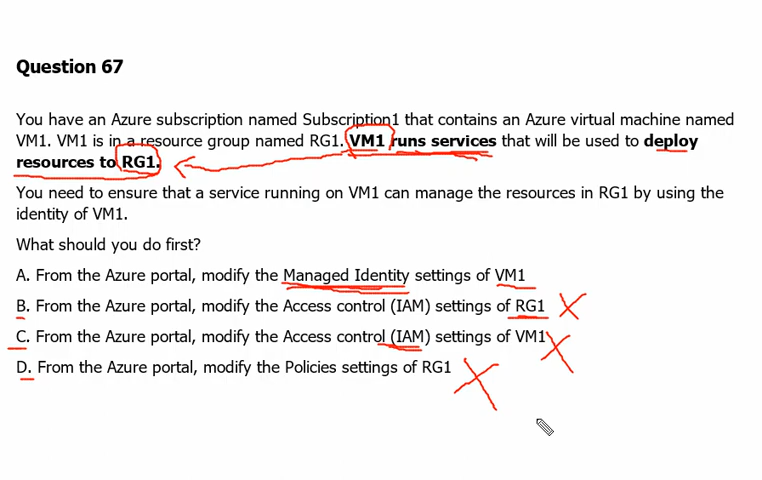 Question 67
You have an Azure subscription named Subscription1 that contains an Azure virtual machine named
VM1. VM1 is in a resource group named RG1. VM1 runs services that will be used to deploy
resources to RG1.
You need to ensure that a service running on VM1 can manage the resources in RG1 by using the
identity of VM1.
What should you do first?
A. From the Azure portal, modify the Managed Identity settings of VM1
B. From the Azure portal, modify the Access control (IAM) settings of RG1
C. From the Azure portal, modify the Access control (IAM) settings of VM1
D. From the Azure portal, modify the Policies settings of RG1